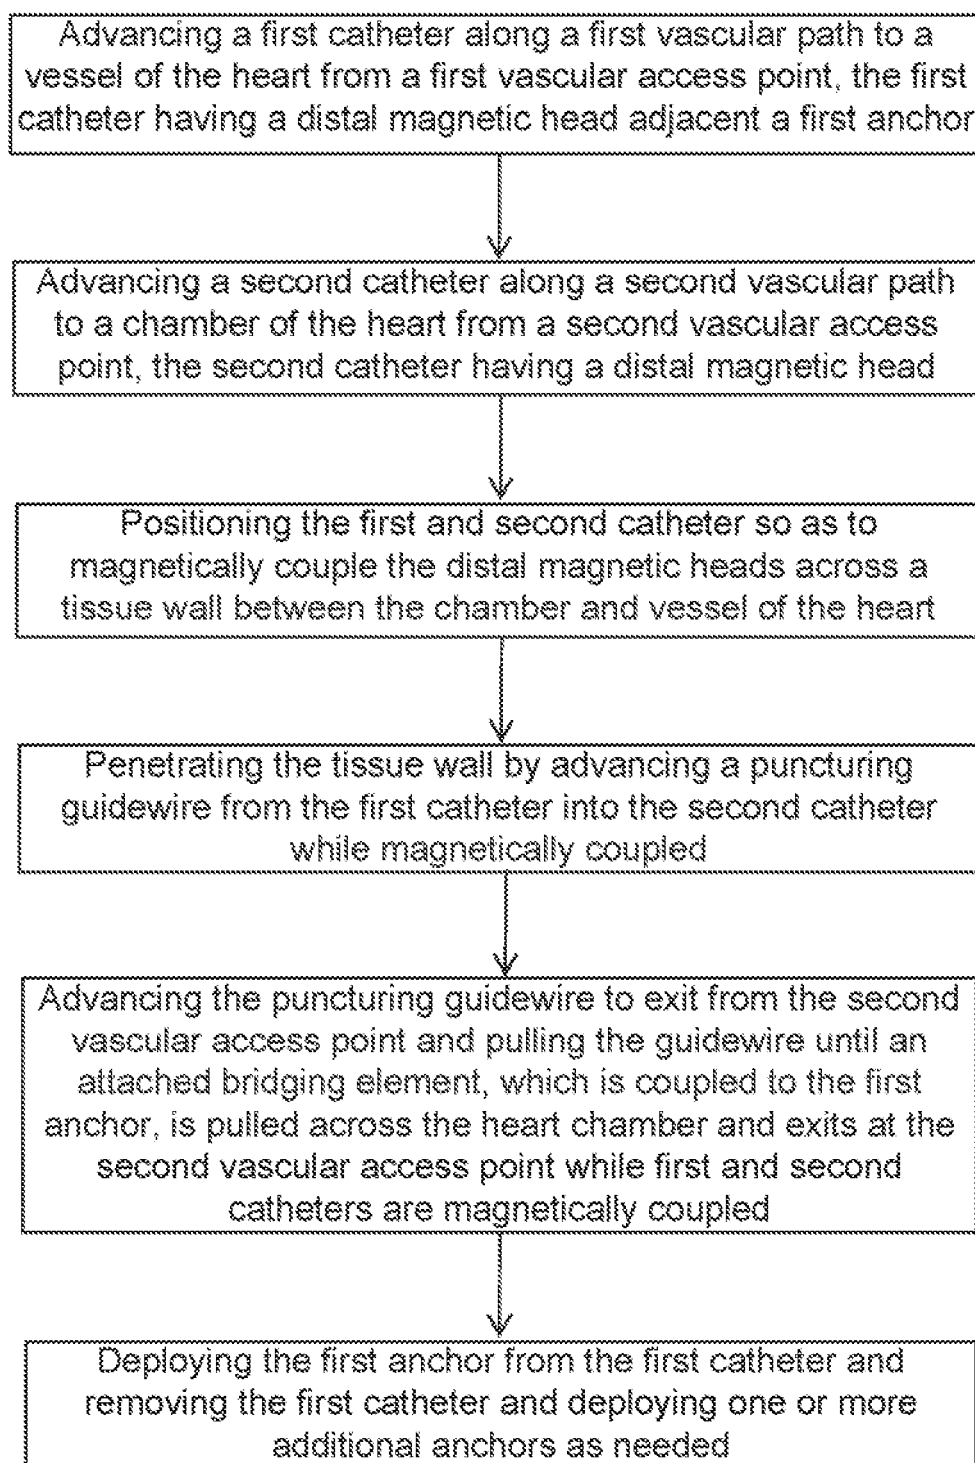 Advancing a first catheter along a first vascular path to a
vessel of the heart from a first vascular access point, the first
catheter having a distal magnetic head adjacent a first anchor
Advancing a second catheter along a second vascular path
to a chamber of the heart from a second vascular access
point, the second catheter having a distal magnetic head
Positioning the first and second catheter so as to
magnetically couple the distal magnetic heads across a
tissue wall between the chamber and vessel of the heart
Penetrating the tissue wall by advancing a puncturing
guidewire from the first catheter into the second catheter
while magnetically coupled
Advancing the puncturing guidewire to exit from the second
vascular access point and pulling the guidewire until an
attached bridging element, which is coupled to the first
anchor, is pulled across the heart chamber and exits at the
second vascular access point while first and second
catheters are magnetically coupled
Deploying the first anchor from the first catheter and
removing the first catheter and deploying one or more
additional anchors as needed